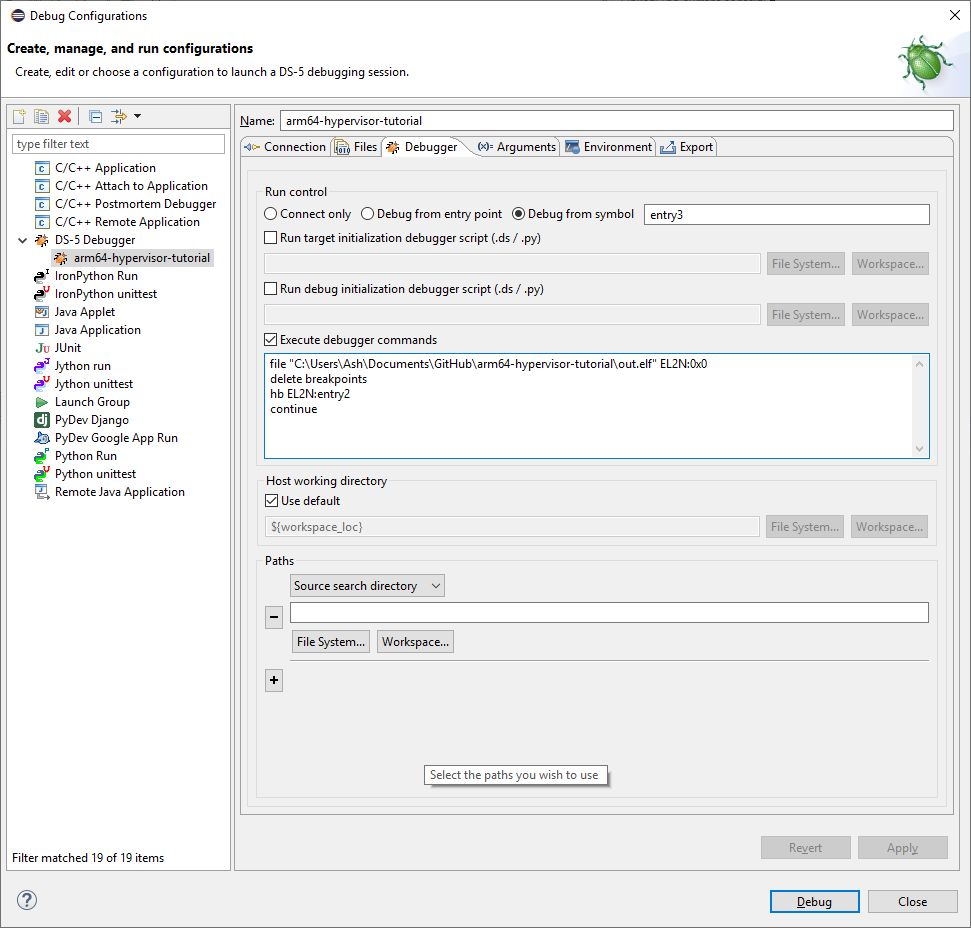 Debug Configurations
Create, manage, and run configurations
Create, edit or choose a configuration to launch a DS-5 debugging session.
type filter text
C/C++ Application
C/C++ Attach to Application
C/C++ Postmortem Debugger
C/C++ Remote Application
DS-5 Debugger
arm64-hypervisor-tutorial
IronPython Run
IronPython unittest
Java Applet
Java Application
JUnit
Jython run
Jython unittest
Launch Group
PyDev Django
PyDev Google App Run
Python Run
Python unittest
Remote Java Application
Filter matched 19 of 19 items
Name: arm64-hypervisor-tutorial
Connection Files Debugger Arguments Environment Export
Run control
Connect only Debug from entry point Debug from symbol entry3
Run target initialization debugger script (.ds / .py)
File System... Workspace...
Run debug initialization debugger script (.ds / .py)
File System... Workspace...
Execute debugger commands
file "C:\Users\Ash\Documents\GitHub\arm64-hypervisor-tutorial\out.elf" EL2N:0x0
delete breakpoints
hb EL2N:entry2
continue
Host working directory
Use default
${workspace_loc} File System... Workspace...
Paths
Source search directory
File System... Workspace...
Select the paths you wish to use
Revert Apply
Debug Close